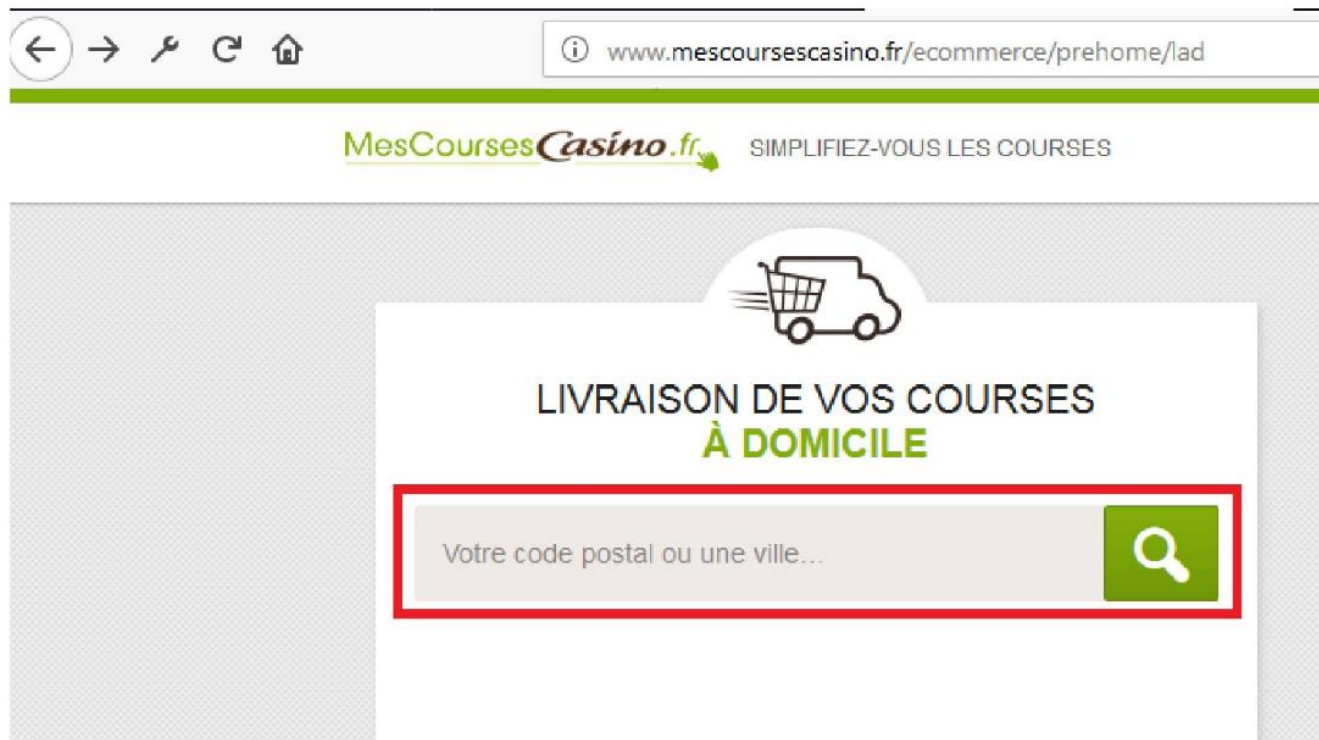 www.mescoursescasino.fr/ecommerce/prehome/lad
MesCoursesCasino.fr SIMPLIFIEZ-VOUS LES COURSES
LIVRAISON DE VOS COURSES
À DOMICILE
Votre code postal ou une ville...